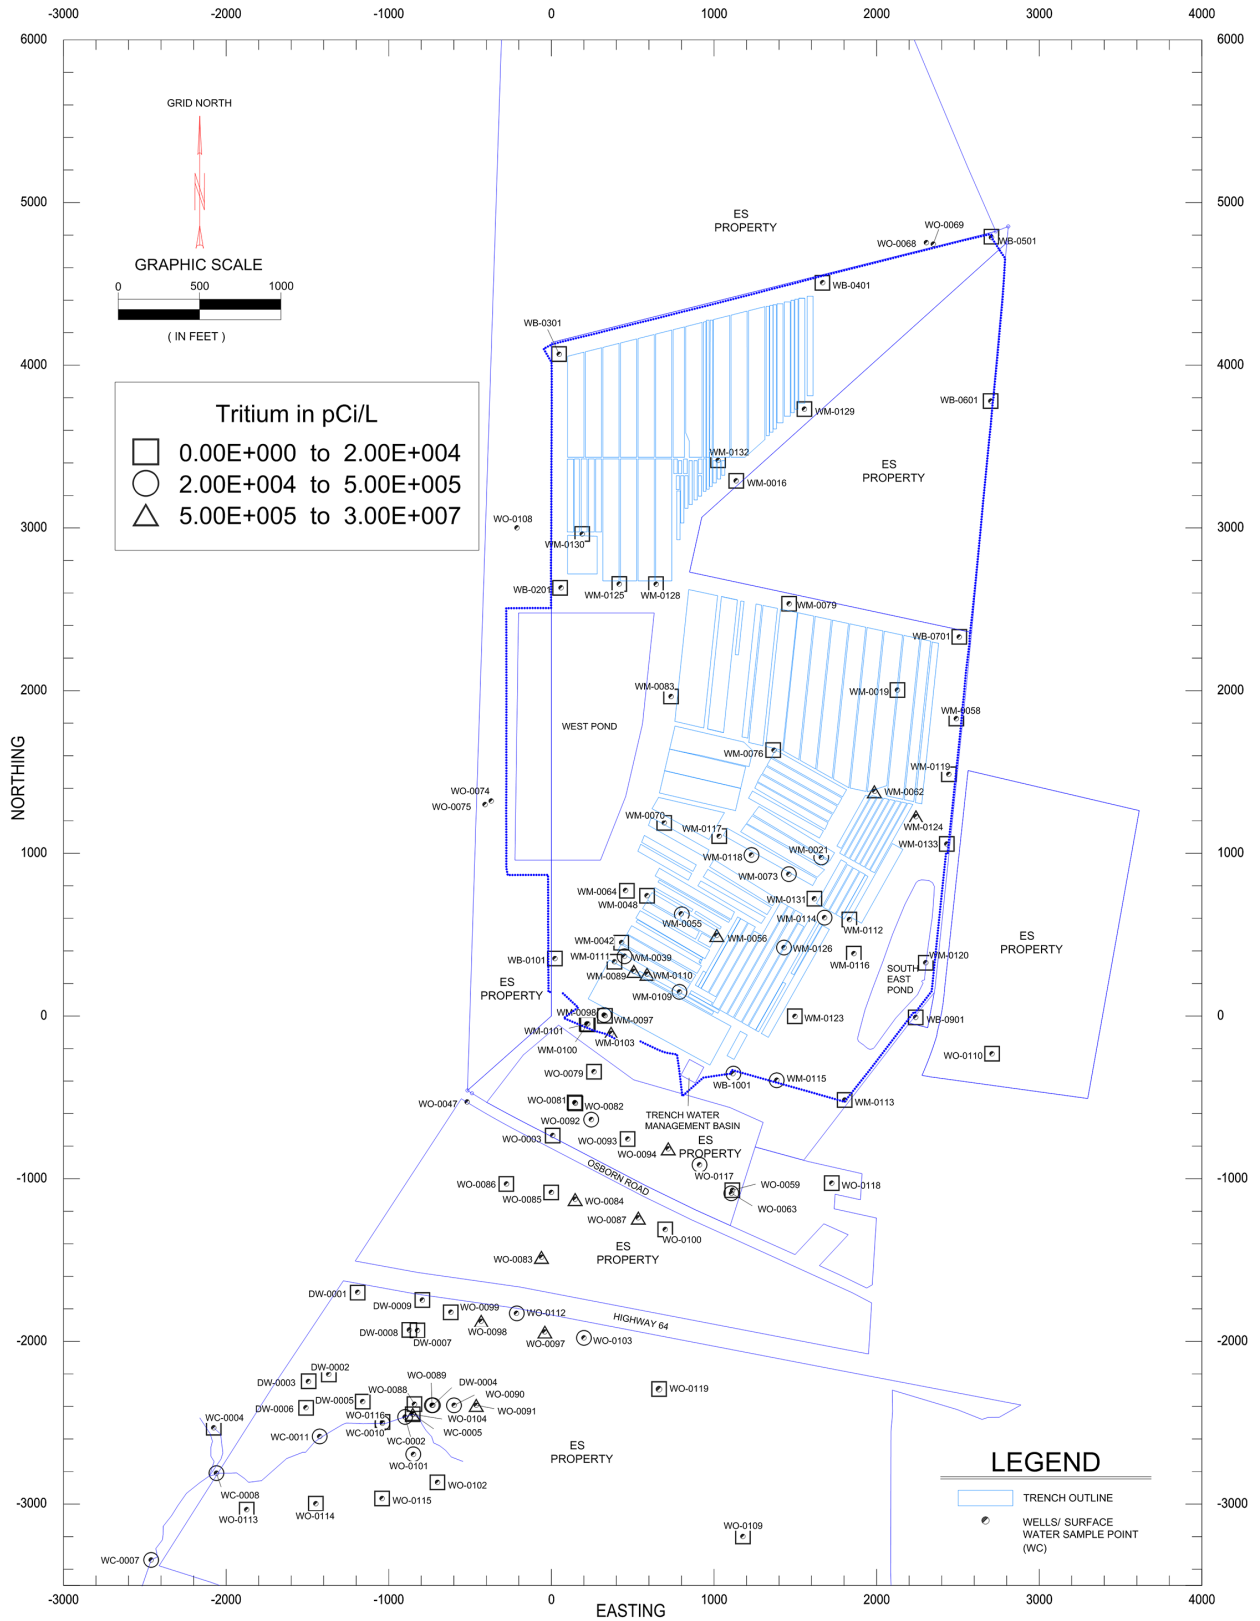 -3000 -2000 -1000 0 1000 2000 3000 4000
6000 6000
GRID NORTH
N
5000 5000
ES
PROPERTY
WO-0069
WO-0068
WB-0501
GRAPHIC SCALE
0 500 1000
( IN FEET )
WB-0401
WB-0301
4000 4000
Tritium in pCi/L
0.00E+000 to 2.00E+004
2.00E+004 to 5.00E+005
5.00E+005 to 3.00E+007
WB-0601
WM-0129
WM-0132
ES
PROPERTY
WM-0016
WO-0108
3000 3000
WM-0130
WB-0201
WM-0125
WM-0128
WM-0079
WB-0701
2000 2000
WM-0083
WM-0019
WM-0058
WEST POND
WM-0076
WM-0119
NORTHING
WO-0074
WO-0075
WM-0062
WM-0070
WM-0117
WM-0124
WM-0133
1000 1000
WM-0118
WM-0021
WM-0073
WM-0064
WM-0048
WM-0131
WM-0055
WM-0114
WM-0112
WM-0042
WM-0056
WM-0126
ES
PROPERTY
WB-0101
WM-0111
WM-0039
WM-0116
WM-0120
WM-0089
WM-0110
SOUTH
EAST
POND
ES
PROPERTY
WM-0109
0 0
WM-0098
WM-0097
WM-0123
WB-0901
WM-0101
WM-0103
WM-0100
WO-0110
WO-0079
WB-1001
WM-0115
WM-0113
WO-0047
WO-0081
WO-0082
WO-0092
TRENCH WATER
MANAGEMENT BASIN
WO-0003
WO-0093
ES
PROPERTY
WO-0094
OSBORN ROAD
WO-0117
-1000 -1000
WO-0086
WO-0059
WO-0118
WO-0085
WO-0084
WO-0063
WO-0087
WO-0100
ES
PROPERTY
WO-0083
DW-0001
DW-0009
WO-0099
WO-0112
HIGHWAY 64
DW-0008
DW-0007
WO-0098
WO-0097
WO-0103
-2000 -2000
DW-0002
DW-0003
WO-0089
DW-0004
WO-0088
WO-0090
WO-0119
DW-0005
DW-0006
WO-0091
WC-0004
WO-0116
WO-0104
WC-0010
WC-0005
WC-0011
WC-0002
ES
PROPERTY
WO-0101
WC-0008
WO-0102
LEGEND
TRENCH OUTLINE
-3000 -3000
WO-0113
WO-0114
WO-0115
WELLS/ SURFACE
WATER SAMPLE POINT
(WC)
WO-0109
WC-0007
-3000 -2000 -1000 0 1000 2000 3000 4000
EASTING